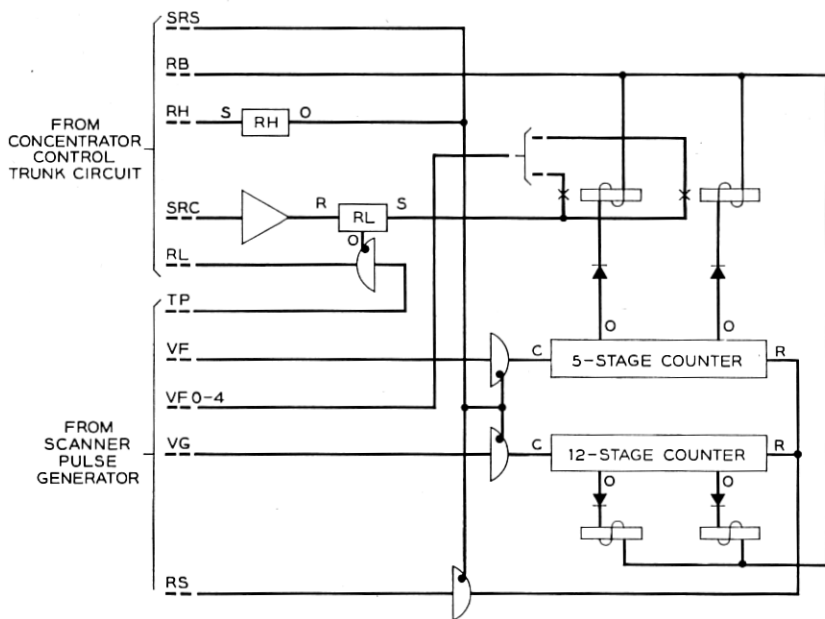 SRS
RB
RH
S
RH
O
FROM
CONCENTRATOR
CONTROL
TRUNK CIRCUIT
SRC
R
RL
S
O
RL
TP
VF
C
O
O
5-STAGE COUNTER
R
VF 0-4
FROM
SCANNER
PULSE
GENERATOR
VG
C
12-STAGE COUNTER
R
O
O
RS